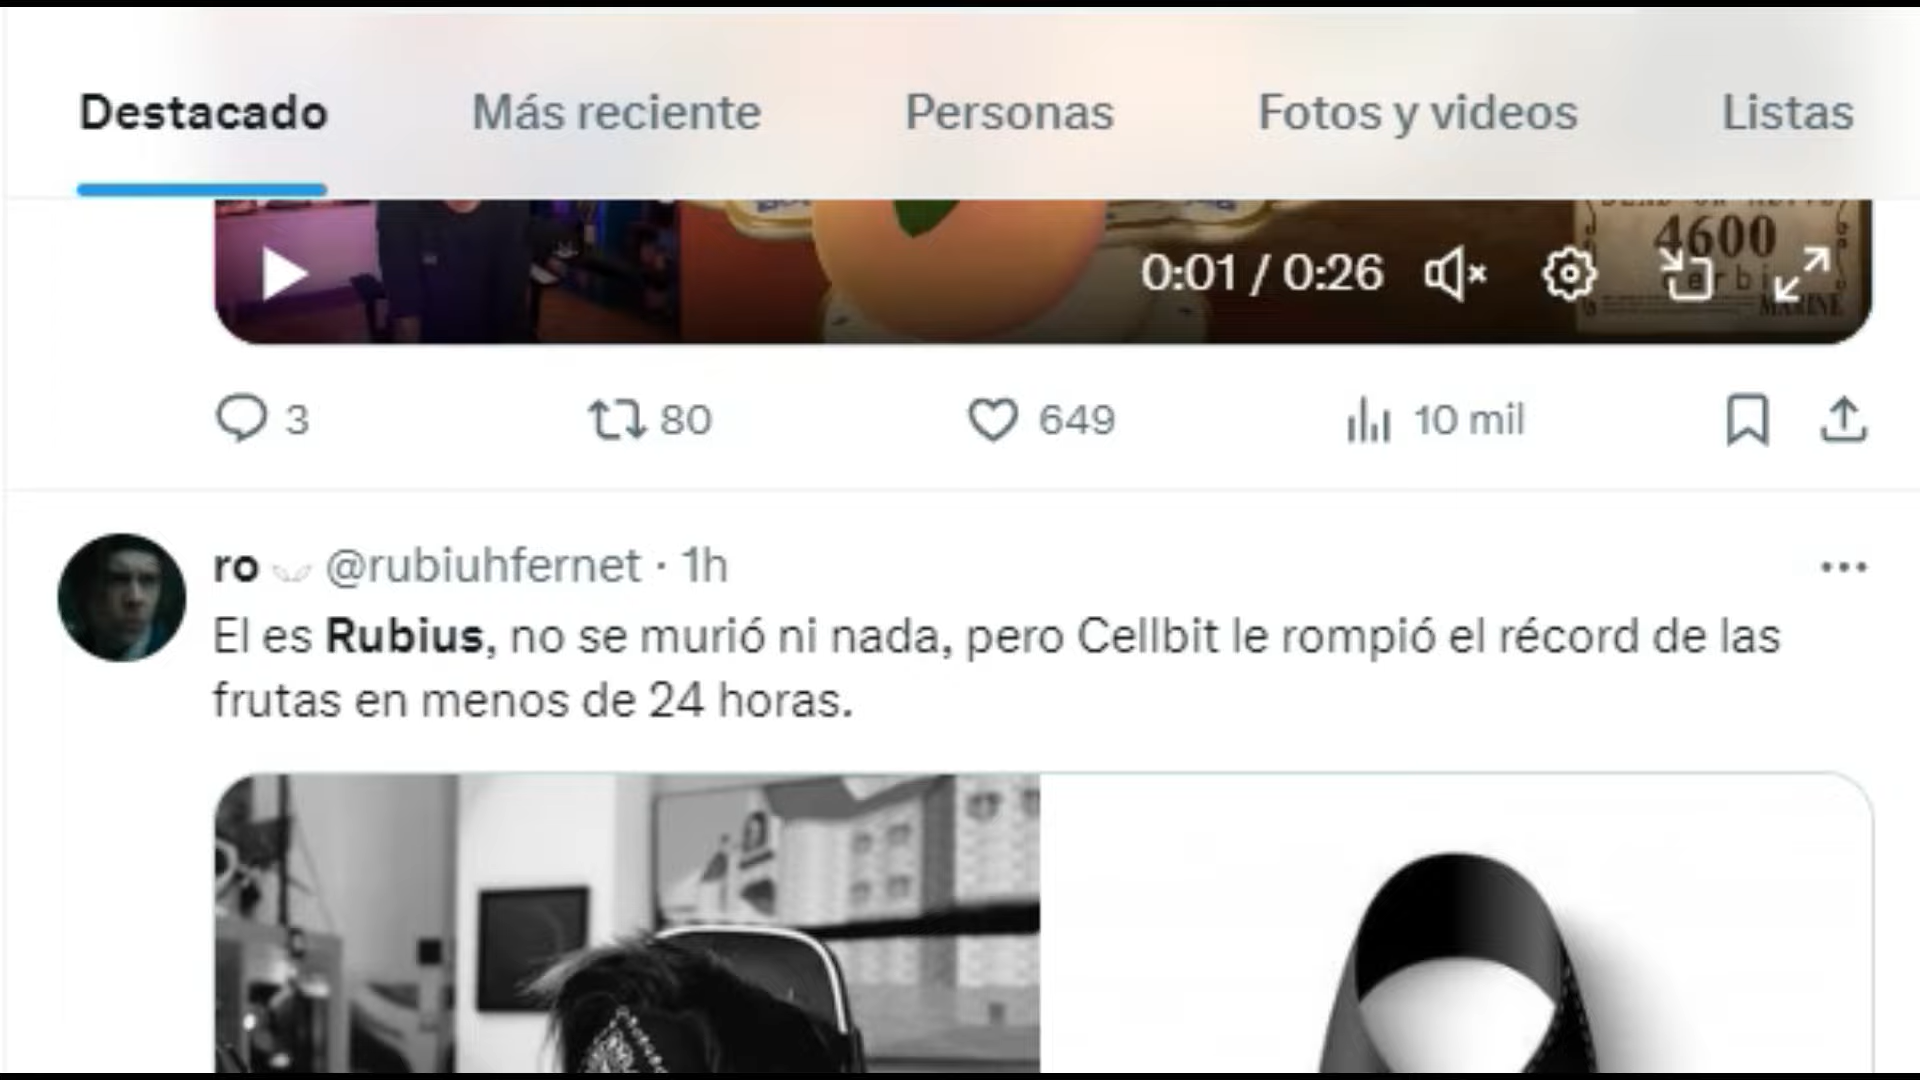 Destacado Más reciente Personas Fotos y videos Listas
4600
MARINE
0:01 / 0:26
3 80 649 10 mil
ro @rubiuhfernet · 1h
El es Rubius, no se murió ni nada, pero Cellbit le rompió el récord de las
frutas en menos de 24 horas.